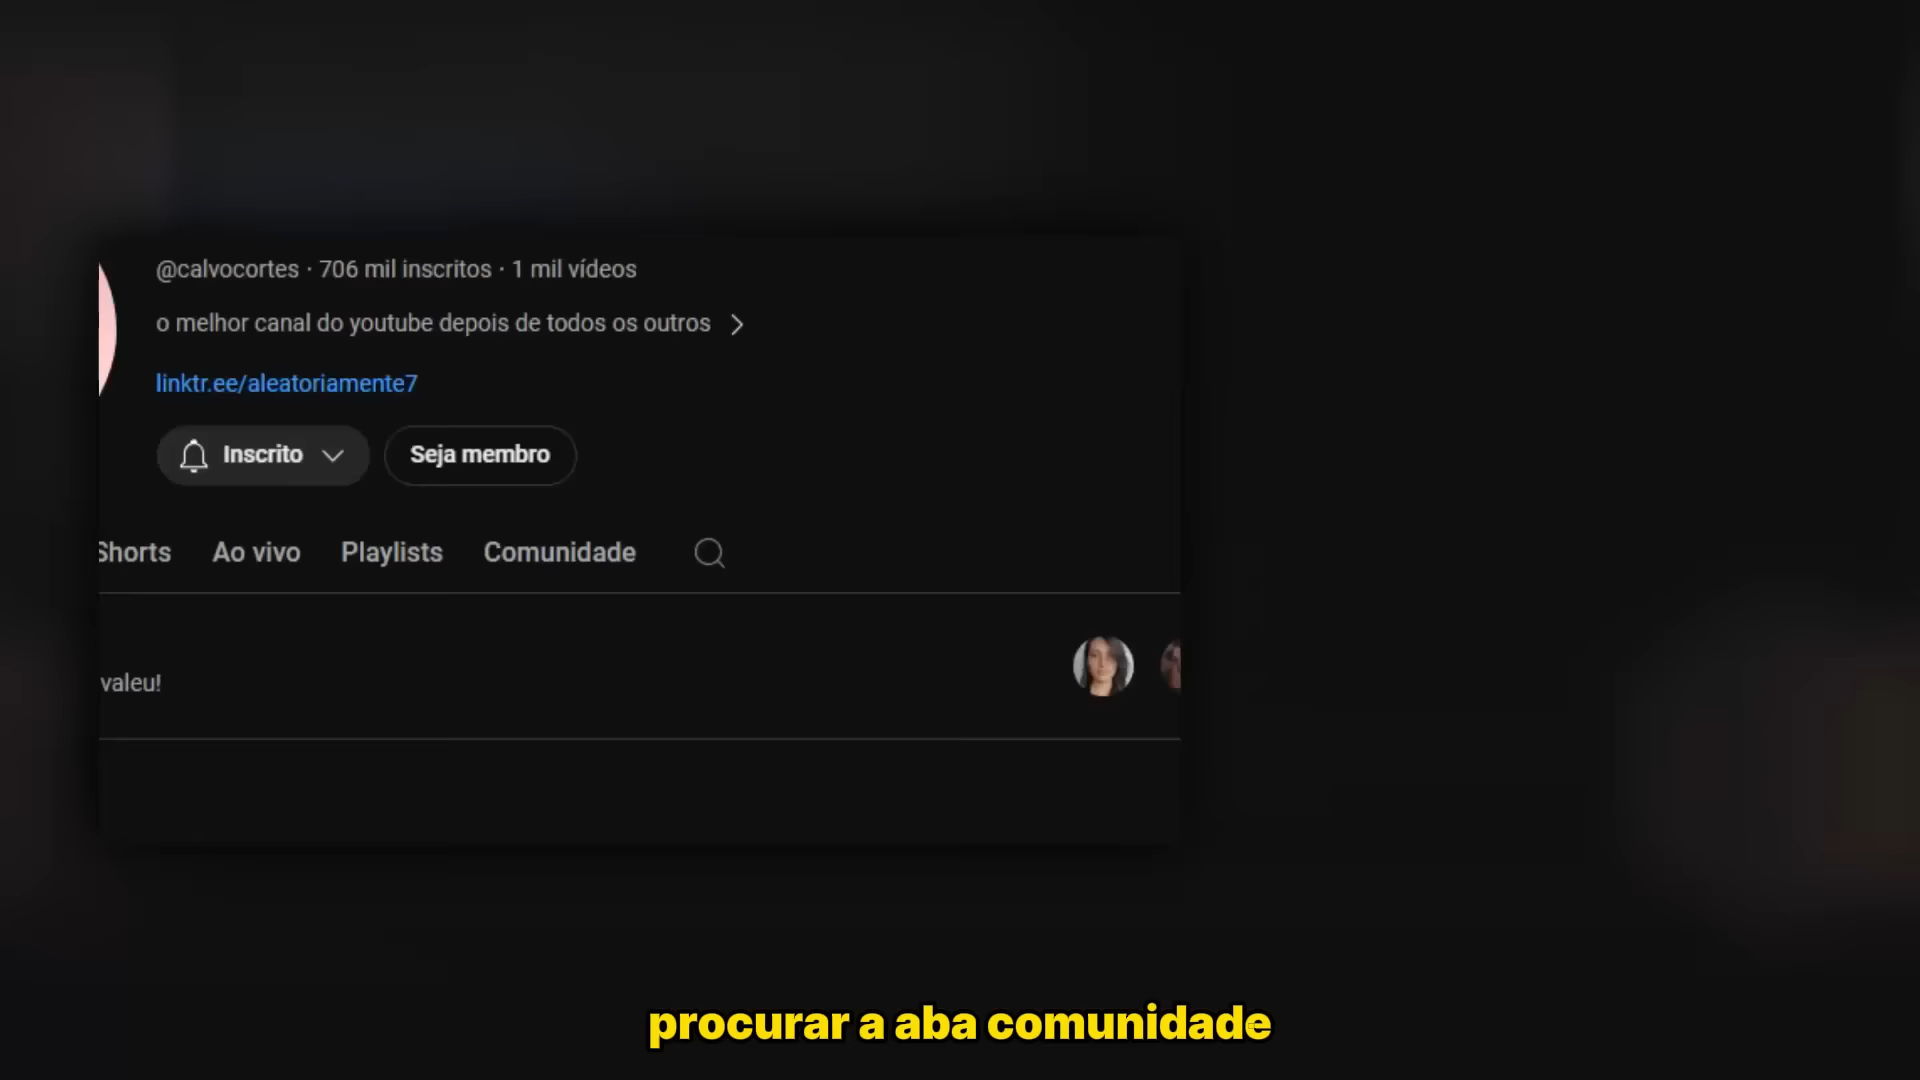 @calvocortes · 706 mil inscritos · 1 mil vídeos
o melhor canal do youtube depois de todos os outros
linktr.ee/aleatoriamente7
Inscrito Seja membro
Shorts Ao vivo Playlists Comunidade
valeu!
procurar a aba comunidade